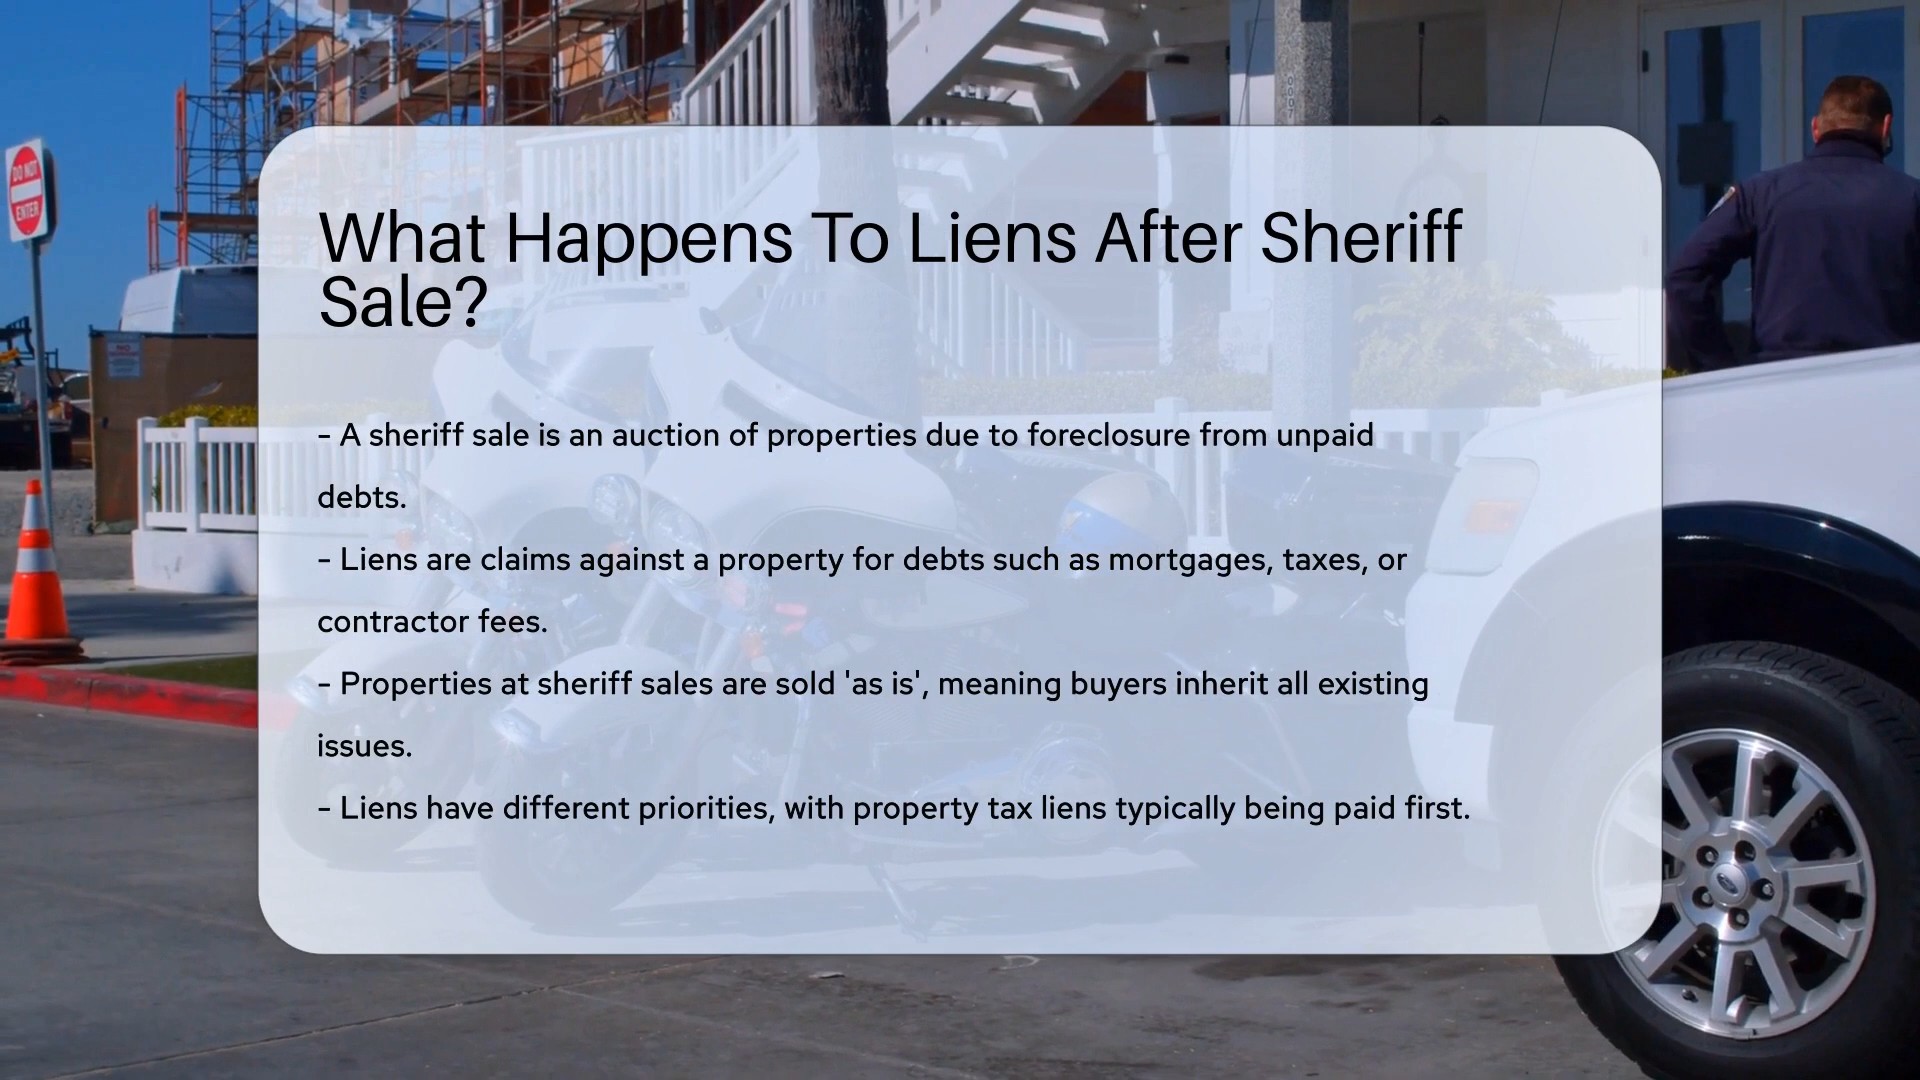 What Happens To Liens After Sheriff
Sale?
- A sheriff sale is an auction of properties due to foreclosure from unpaid
debts.
- Liens are claims against a property for debts such as mortgages, taxes, or
contractor fees.
- Properties at sheriff sales are sold 'as is', meaning buyers inherit all existing
issues.
- Liens have different priorities, with property tax liens typically being paid first.
DO NOT
ENTER
NO